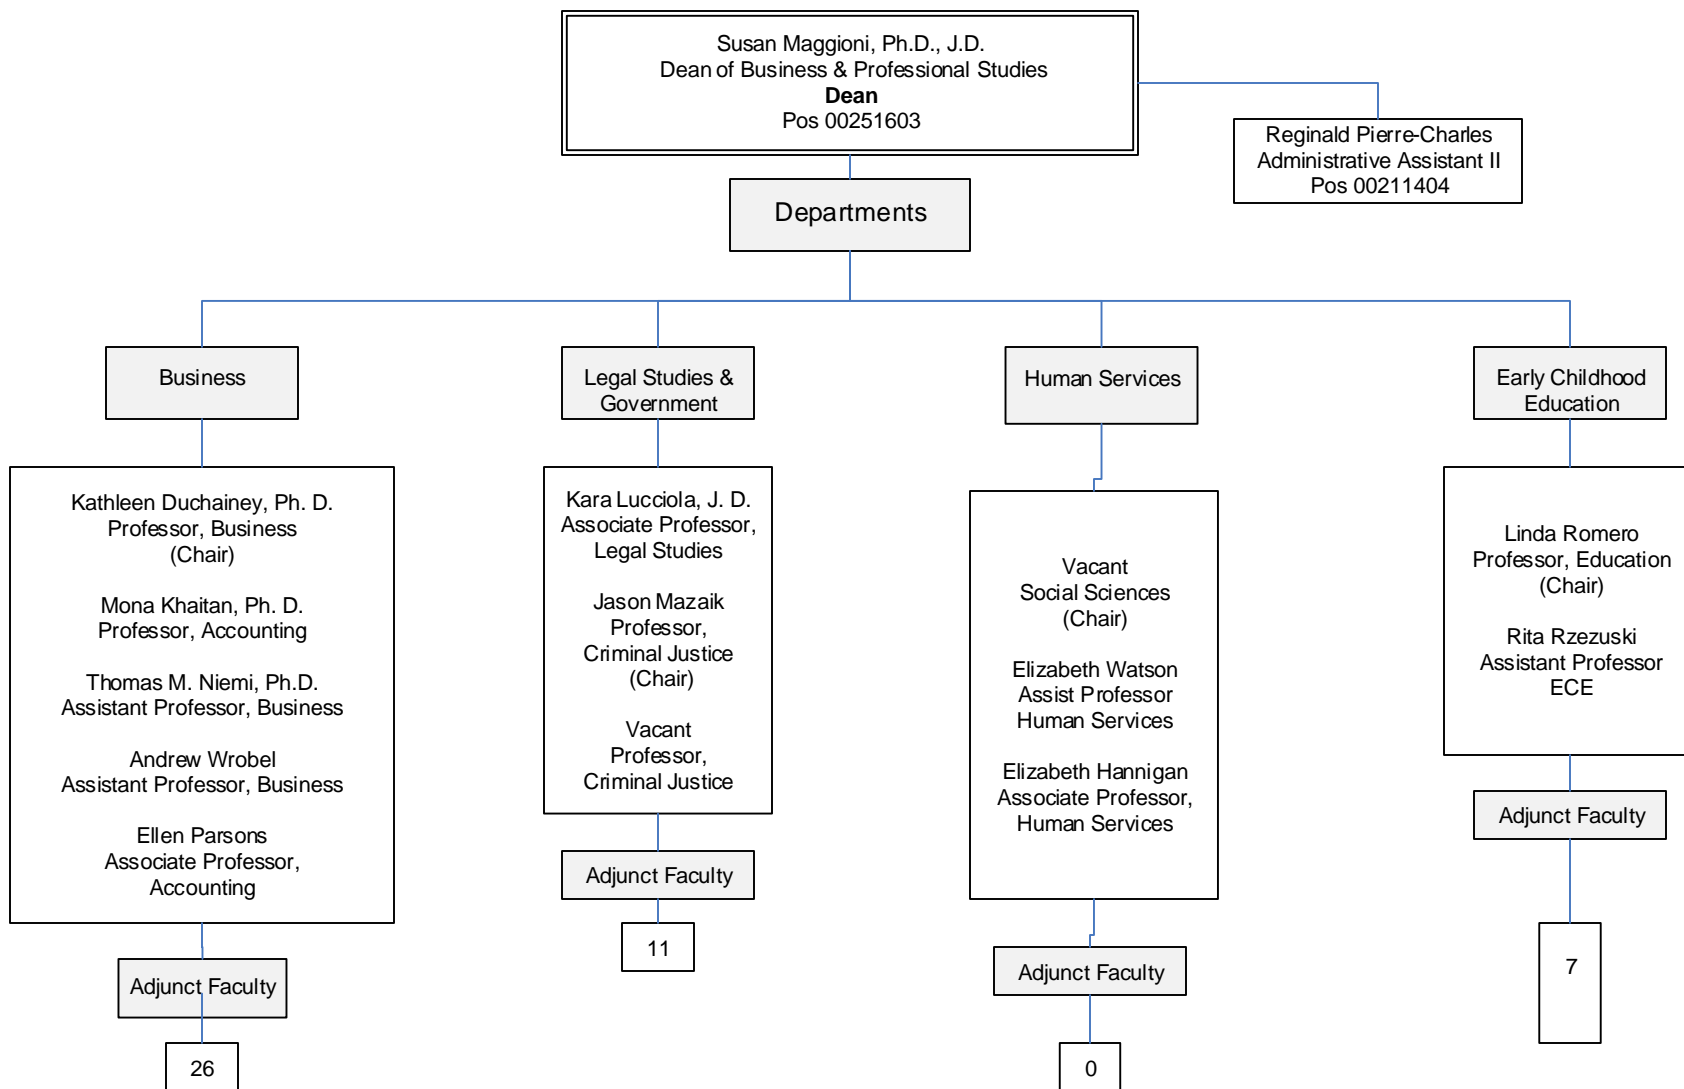 Susan Maggioni, Ph.D., J.D.
Dean of Business & Professional Studies
Dean
Pos 00251603
Reginald Pierre-Charles
Administrative Assistant II
Pos 00211404
Departments
Business
Kathleen Duchainey, Ph. D.
Professor, Business
(Chair)
Mona Khaitan, Ph. D.
Professor, Accounting
Thomas M. Niemi, Ph.D.
Assistant Professor, Business
Andrew Wrobel
Assistant Professor, Business
Ellen Parsons
Associate Professor,
Accounting
Adjunct Faculty
26
Legal Studies &
Government
Kara Lucciola, J. D.
Associate Professor,
Legal Studies
Jason Mazaik
Professor,
Criminal Justice
(Chair)
Vacant
Professor,
Criminal Justice
Adjunct Faculty
11
Human Services
Vacant
Social Sciences
(Chair)
Elizabeth Watson
Assist Professor
Human Services
Elizabeth Hannigan
Associate Professor,
Human Services
Adjunct Faculty
0
Early Childhood
Education
Linda Romero
Professor, Education
(Chair)
Rita Rzezuski
Assistant Professor
ECE
Adjunct Faculty
7